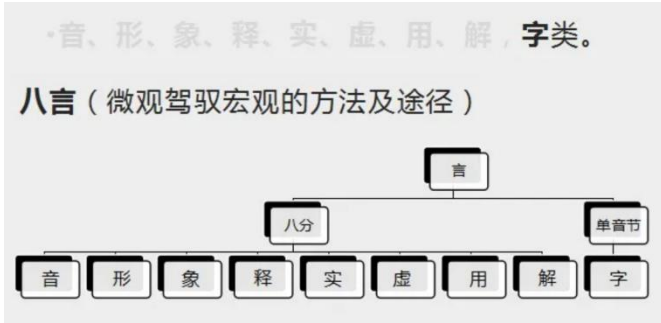 ·音、形、象、释、实、虚、用、解，字类。
八言（微观驾驭宏观的方法及途径）
言
八分 单音节
音 形 象 释 实 虚 用 解 字